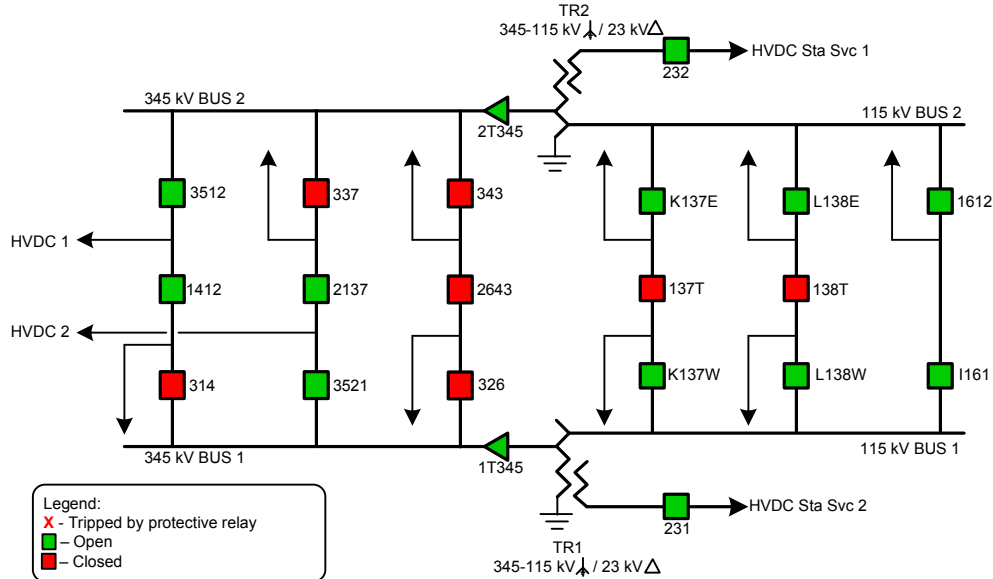 TR2
345-115 kV / 23 kV
HVDC Sta Svc 1
232
345 kV BUS 2
2T345
115 kV BUS 2
3512
337
343
K137E
L138E
1612
HVDC 1
1412
2137
2643
137T
138T
HVDC 2
314
3521
326
K137W
L138W
I161
345 kV BUS 1
1T345
115 kV BUS 1
HVDC Sta Svc 2
231
TR1
345-115 kV / 23 kV
Legend:
X - Tripped by protective relay
– Open
– Closed